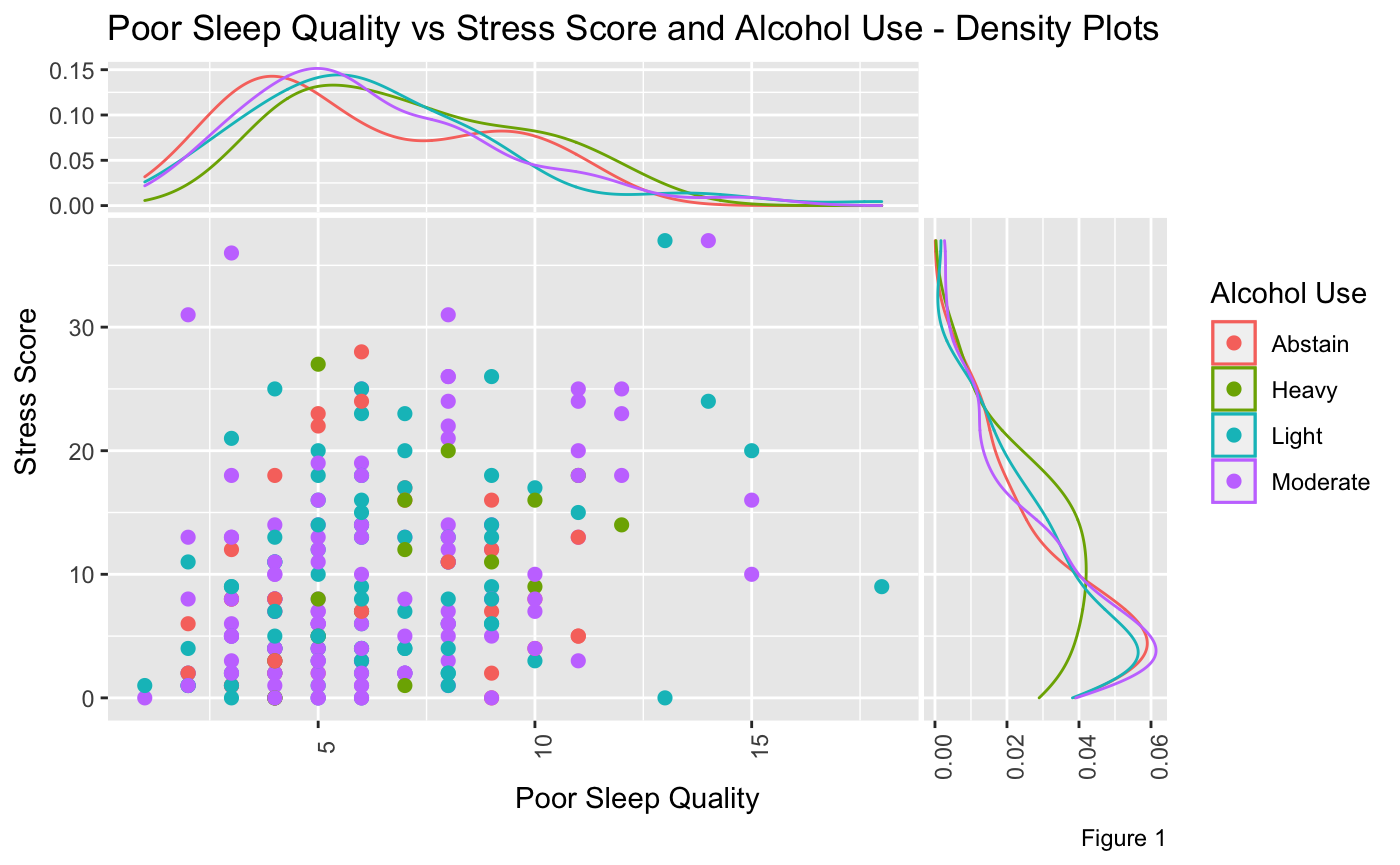 Poor Sleep Quality vs Stress Score and Alcohol Use - Density Plots
0.15
0.10
0.05
0.00
Stress Score
30
20
10
0
5
10
15
Poor Sleep Quality
0.00
0.02
0.04
0.06
Alcohol Use
Abstain
Heavy
Light
Moderate
Figure 1